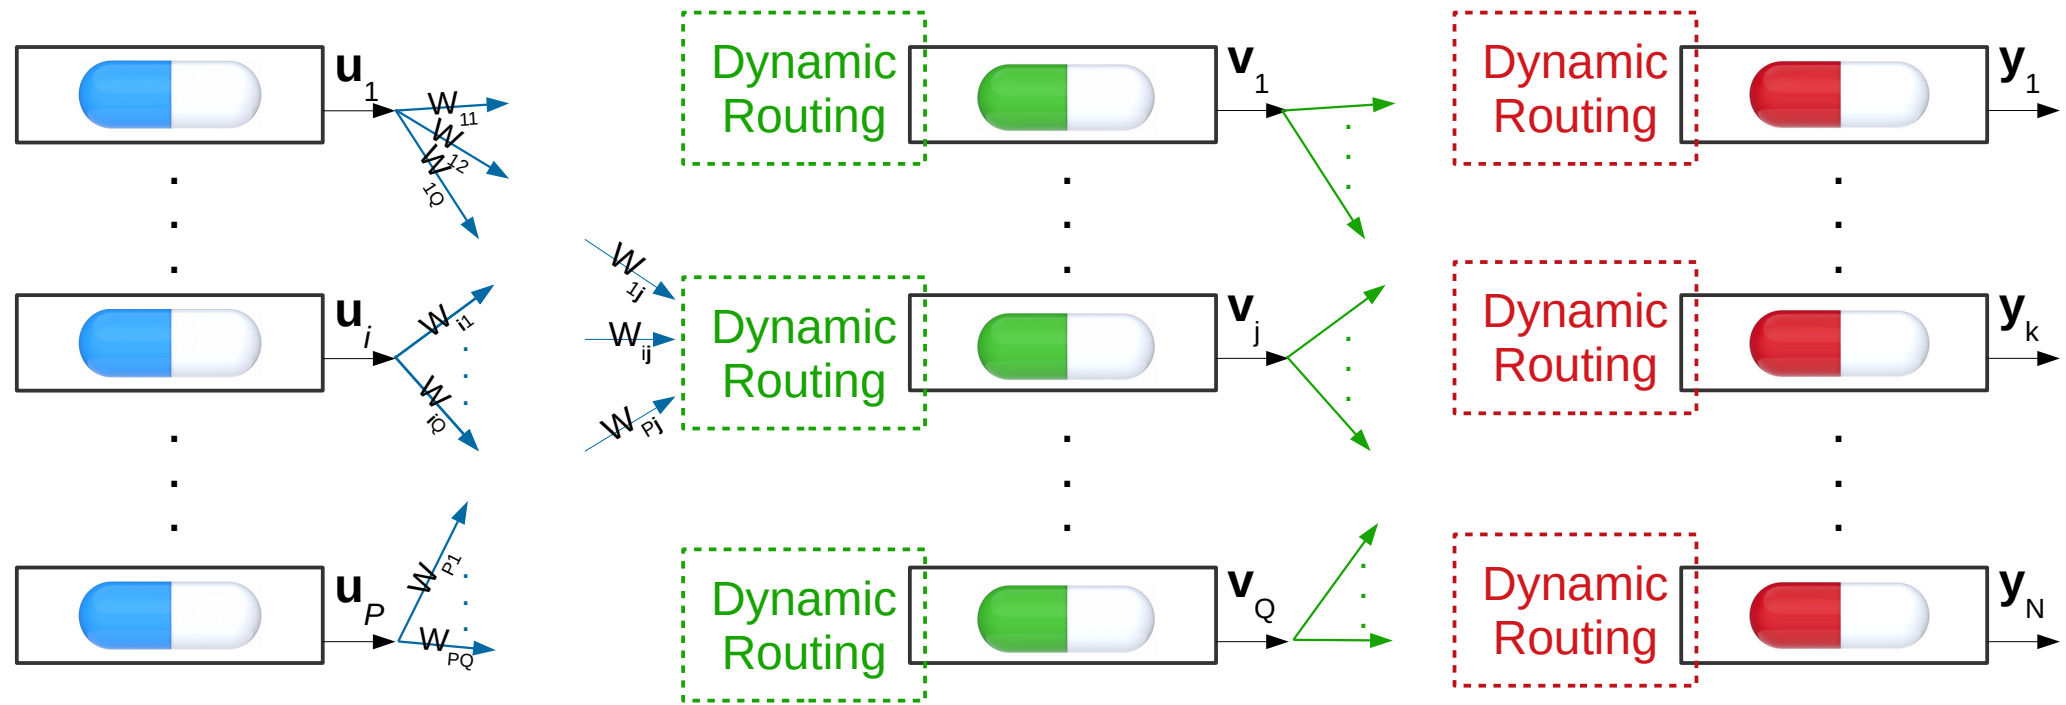 u1
W11
W12
W1Q
Dynamic
Routing
v1
Dynamic
Routing
y1
ui
Wi1
WiQ
W1j
Wij
WPj
Dynamic
Routing
vj
Dynamic
Routing
yk
uP
WP1
WPQ
Dynamic
Routing
vQ
Dynamic
Routing
yN